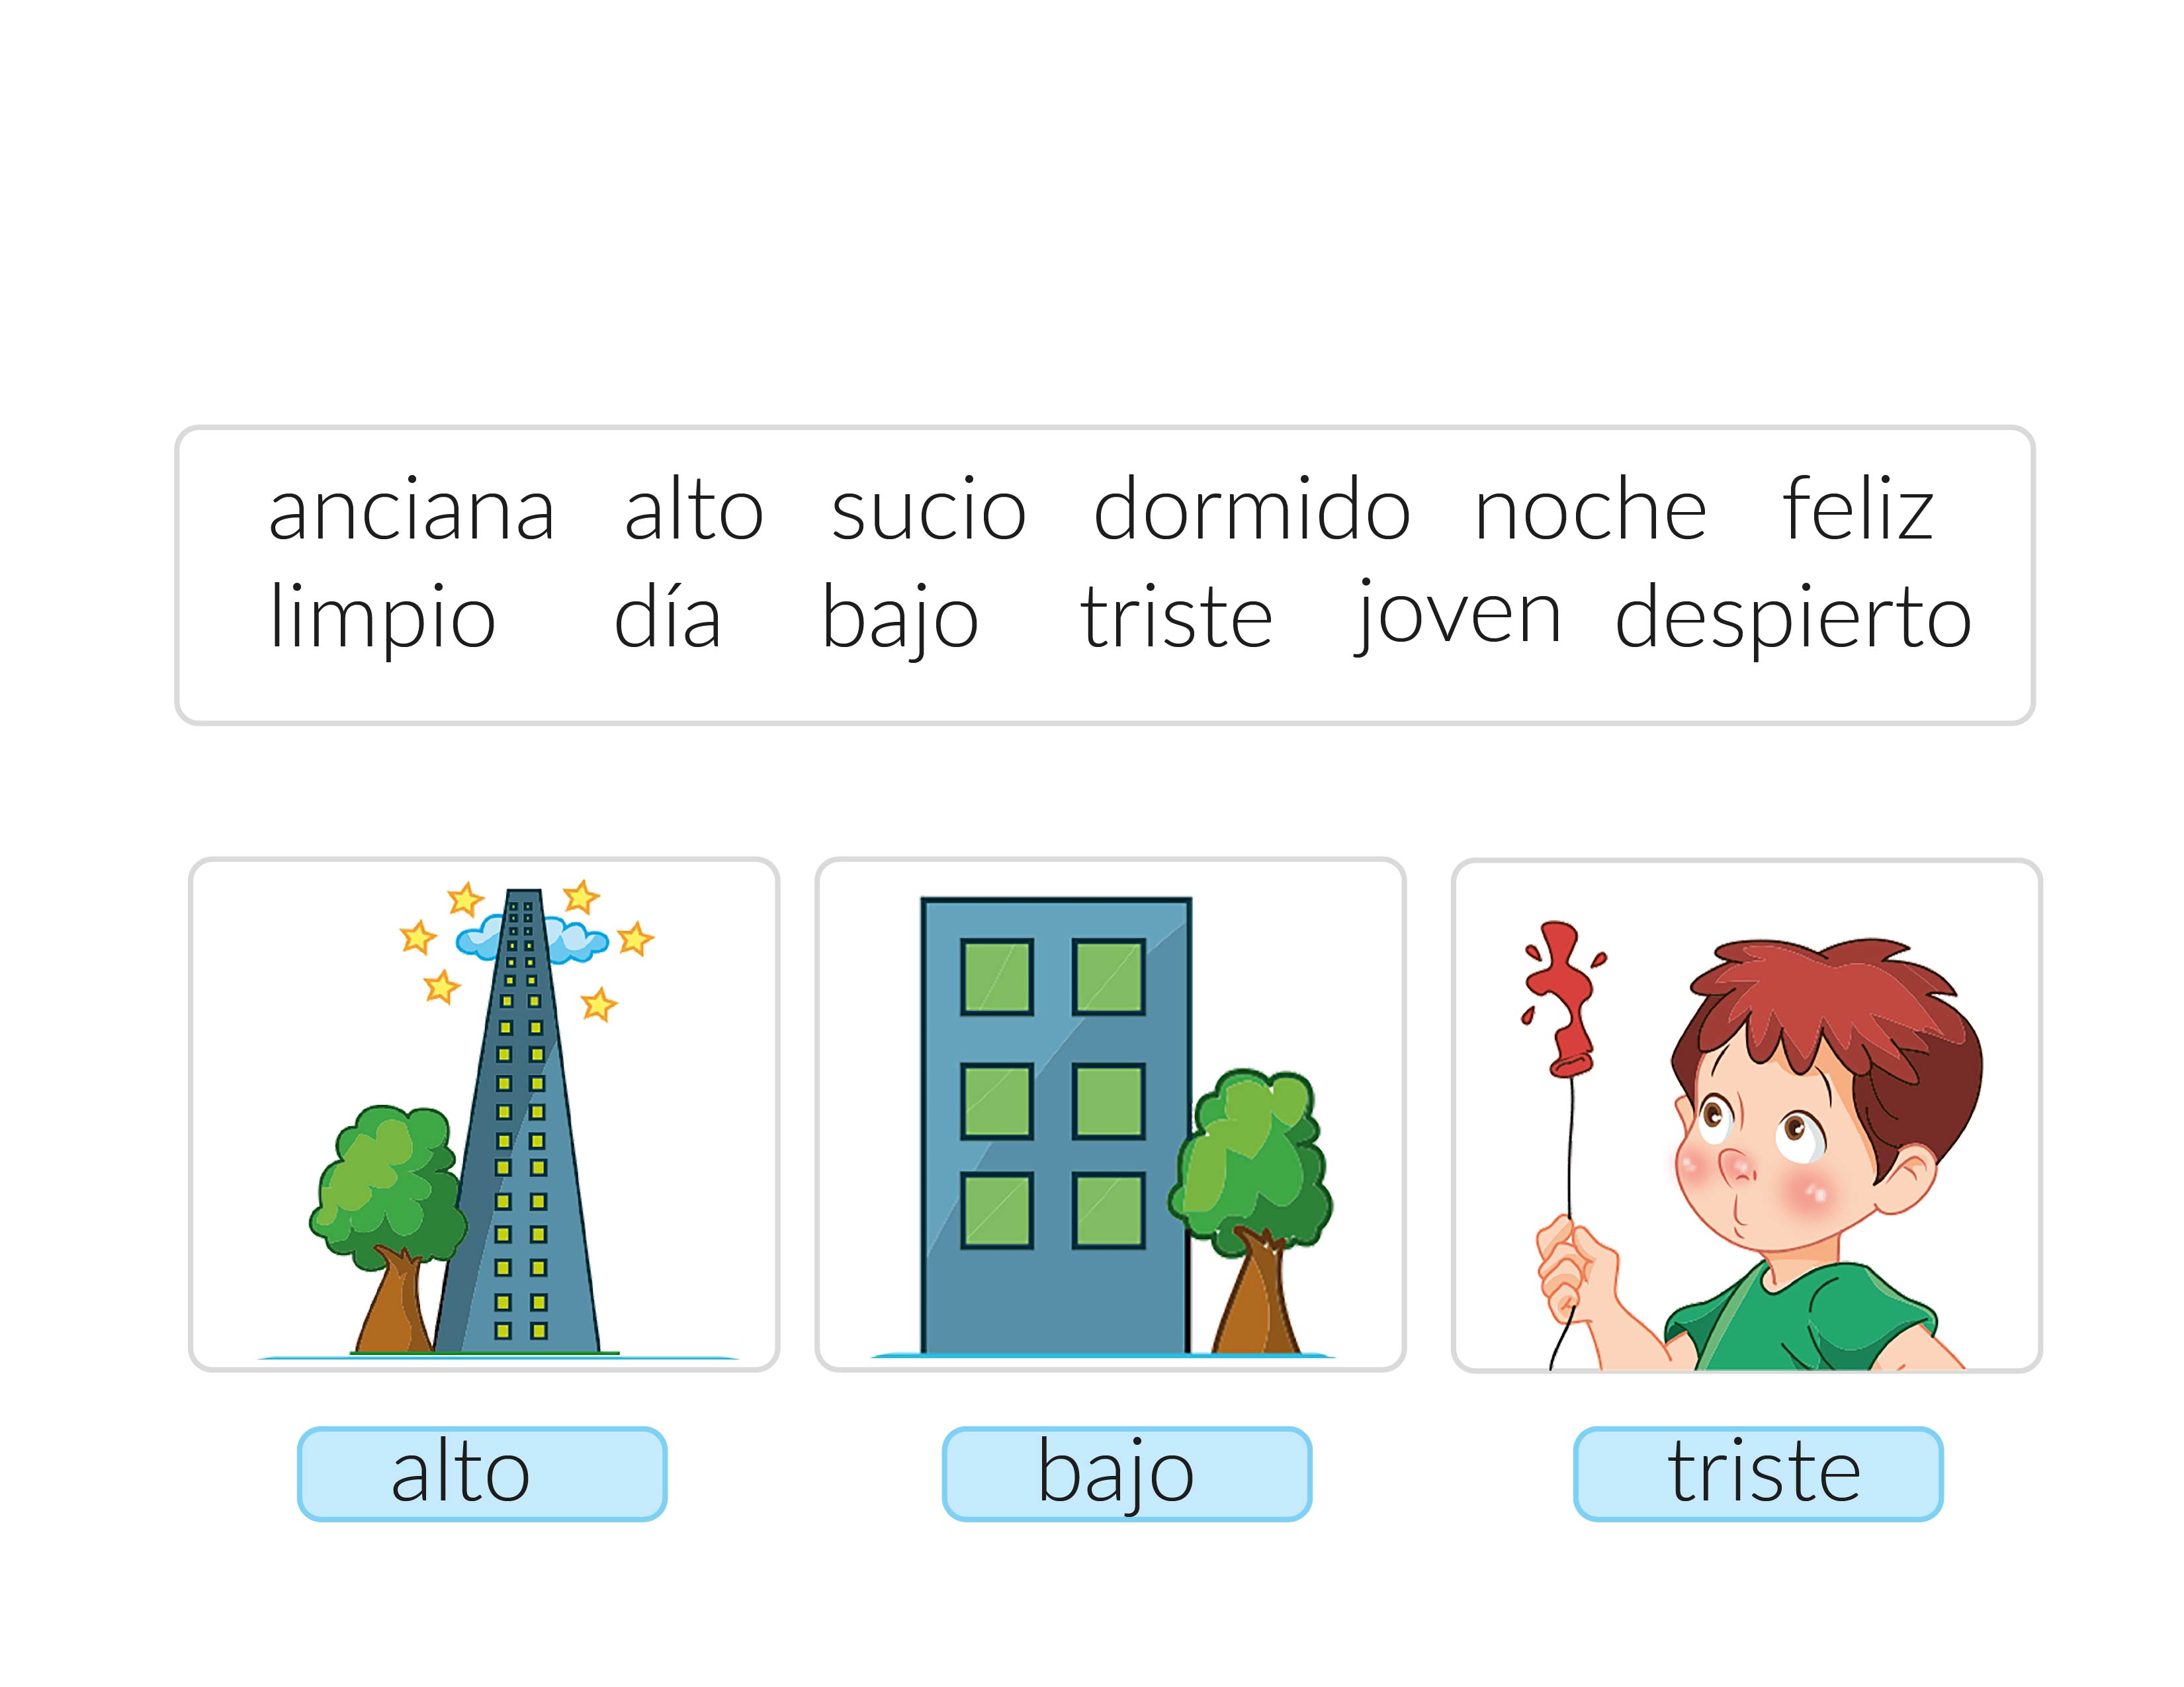 anciana alto sucio dormido noche feliz
limpio día bajo triste joven despierto
alto bajo triste